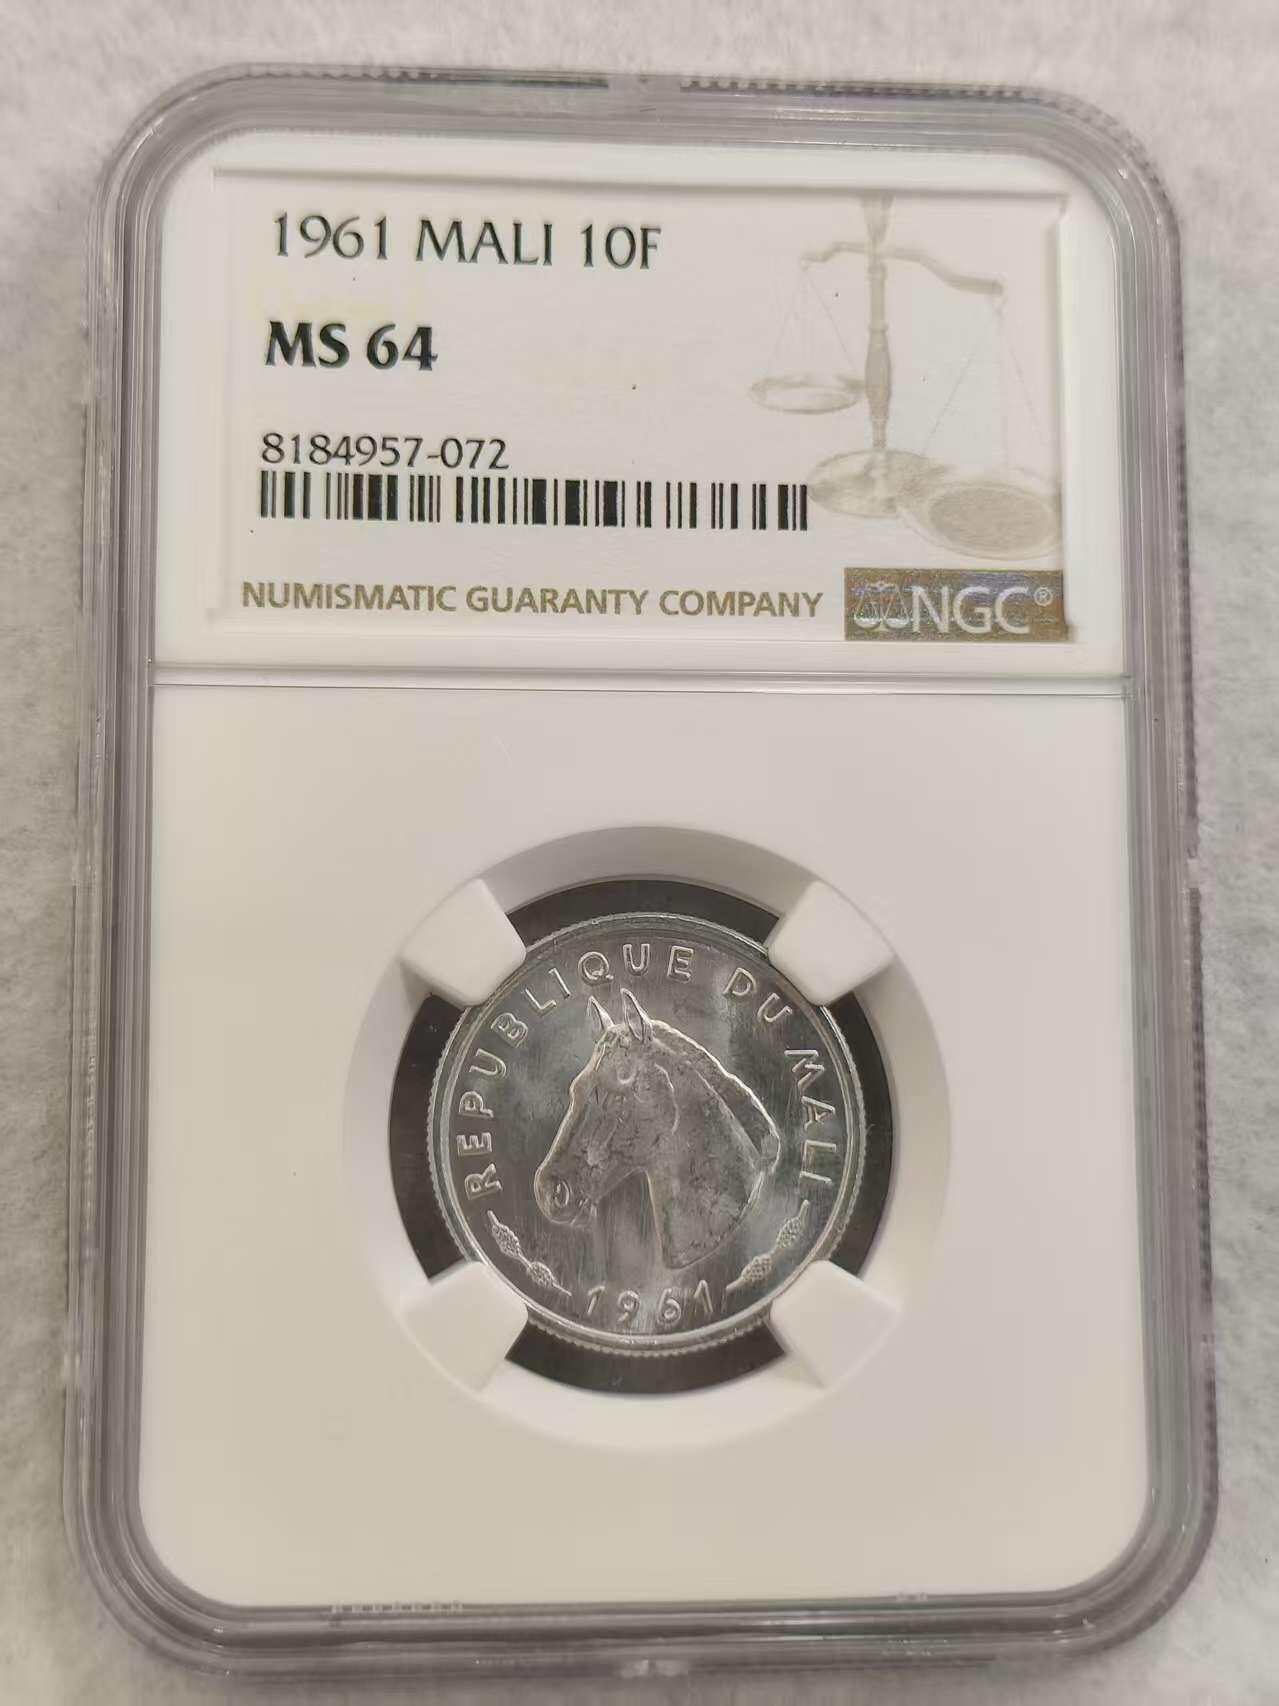 1961 MALI 10F
MS 64
8184957-072
NUMISMATIC GUARANTY COMPANY
NGC®
REPUBLIQUE DU MALI
1961